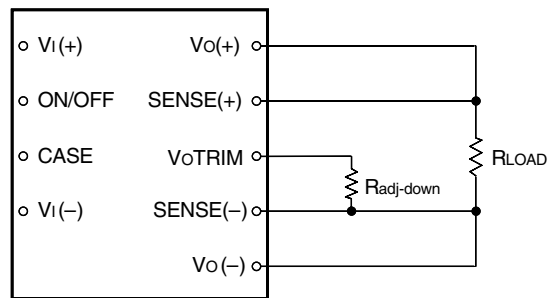 VI(+) VO(+)
ON/OFF SENSE(+)
CASE VOTRIM
RLOAD
Radj-down
VI(–) SENSE(–)
VO(–)